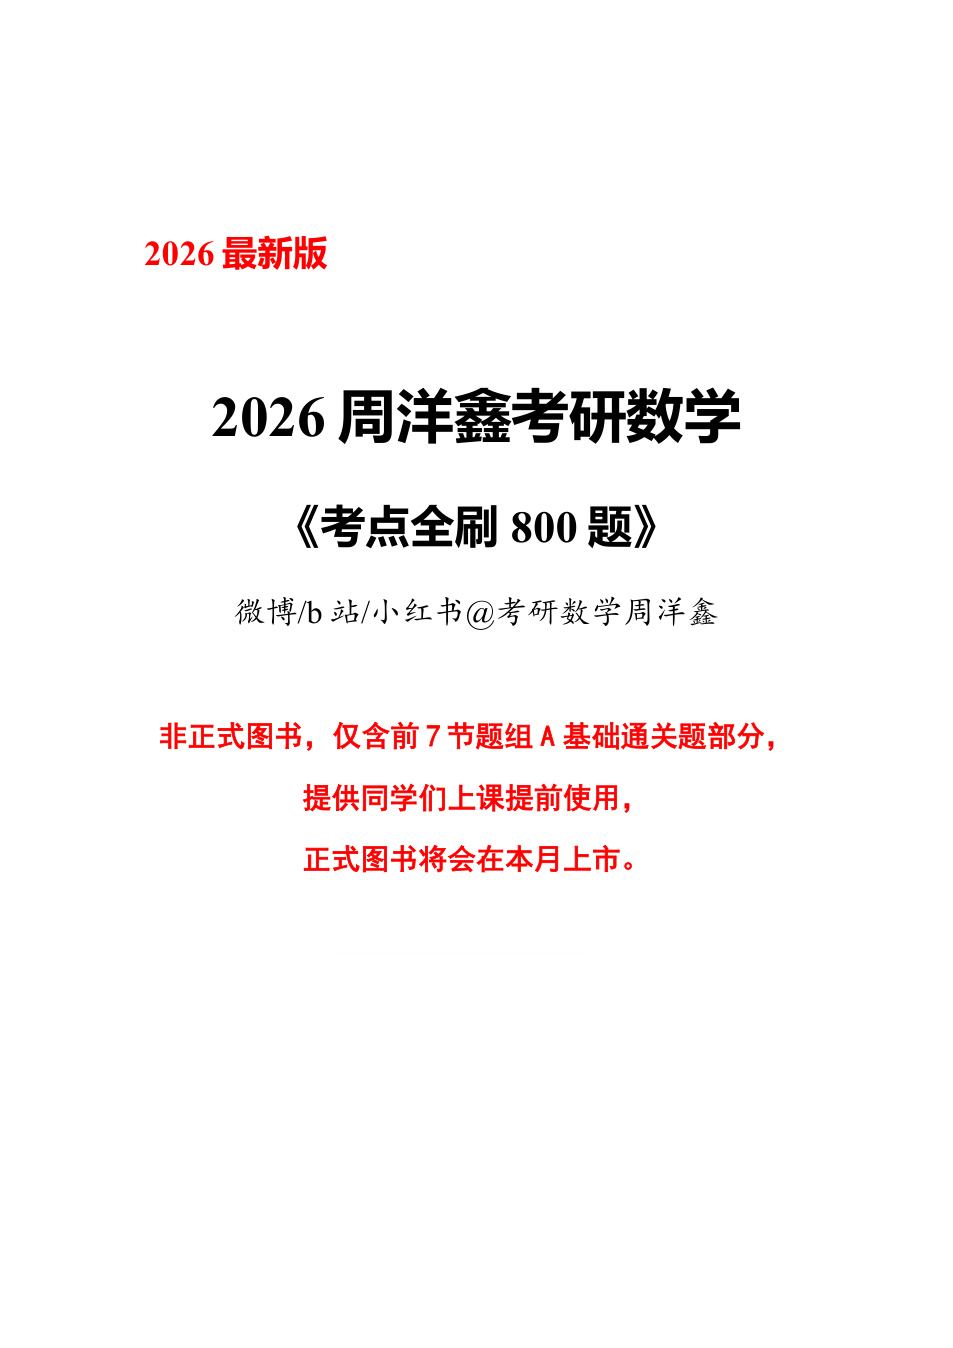 2026 最新版
2026 周洋鑫考研数学
《考点全刷 800 题》
微博/b 站/小红书@考研数学周洋鑫
非正式图书，仅含前 7 节题组 A 基础通关题部分，
提供同学们上课提前使用，
正式图书将会在本月上市。